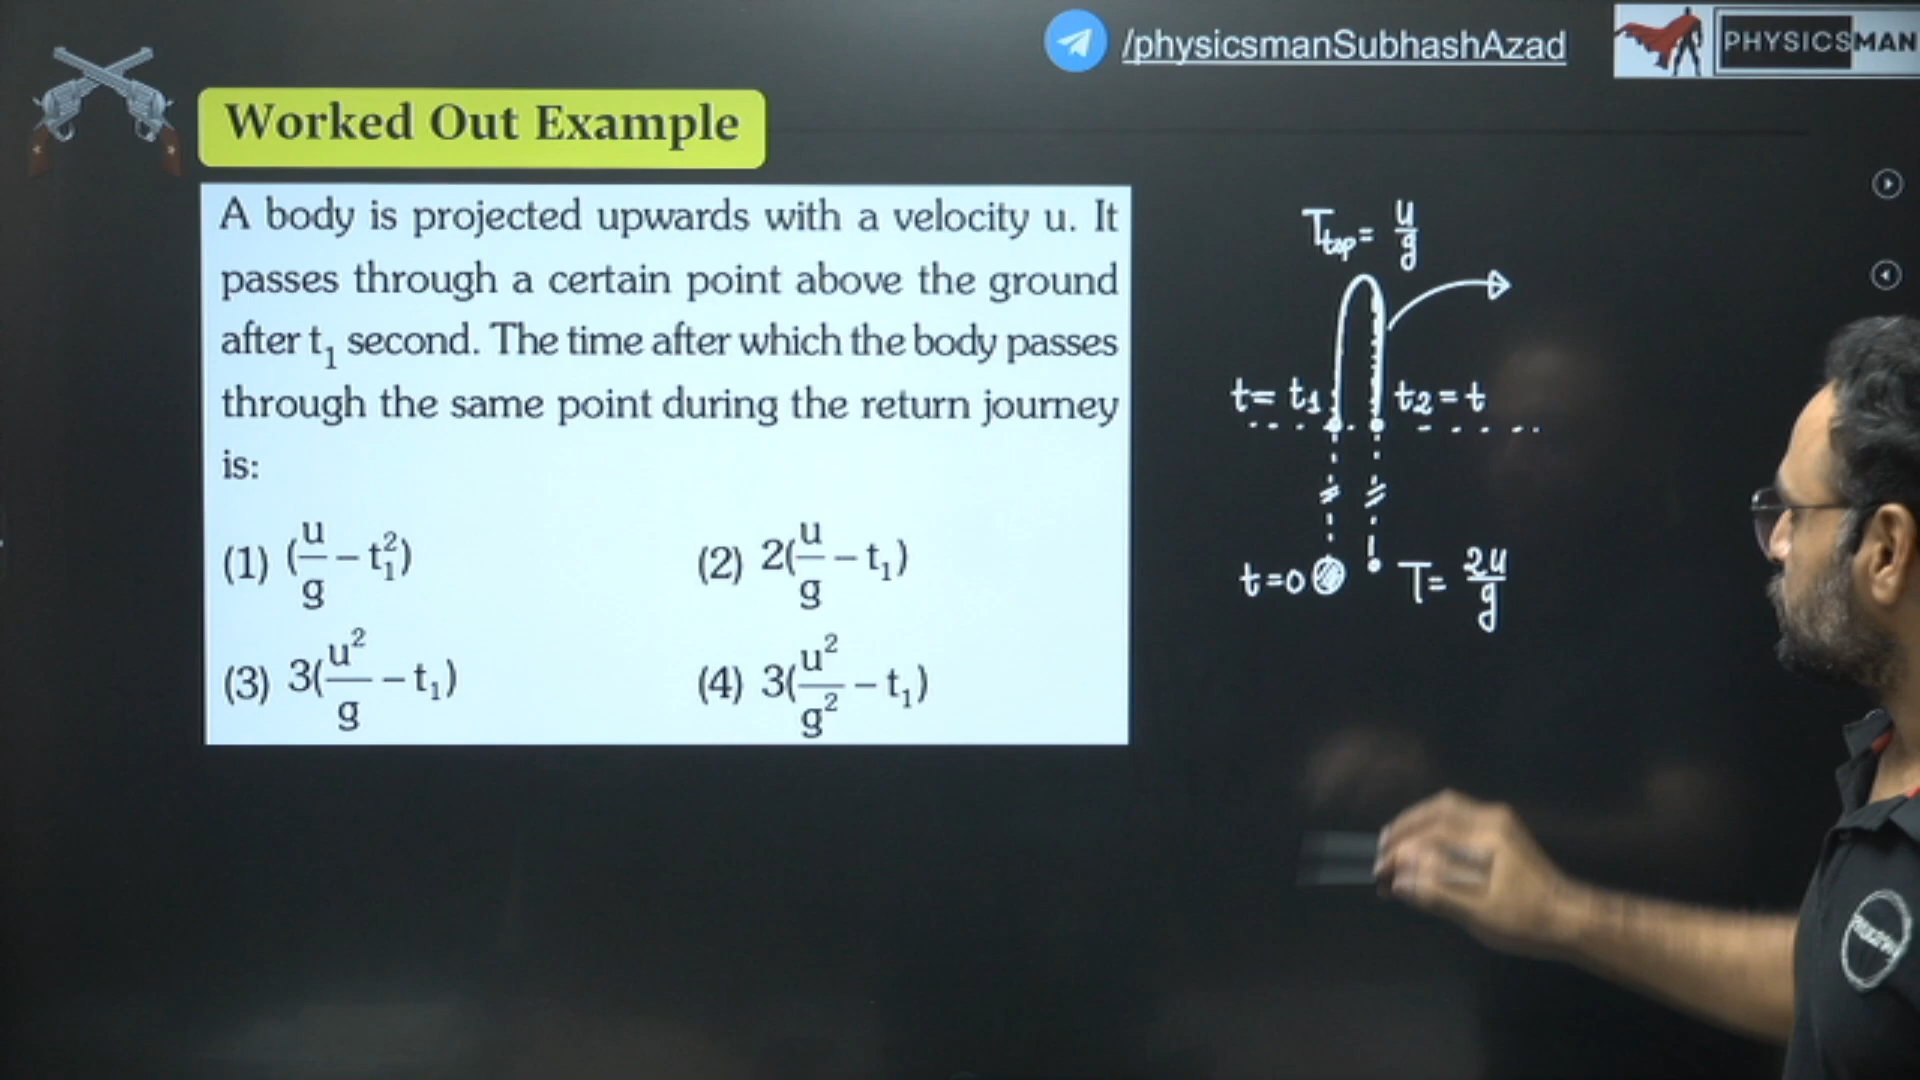 /physicsmanSubhashAzad
PHYSICSMAN
Worked Out Example
A body is projected upwards with a velocity u. It
passes through a certain point above the ground
after t₁ second. The time after which the body passes
through the same point during the return journey
is:
(1) (u/g − t₁²)
(2) 2(u/g − t₁)
(3) 3(u²/g − t₁)
(4) 3(u²/g² − t₁)
T_top = u/g
t = t₁
t₂ = t
t = 0
T = 2u/g